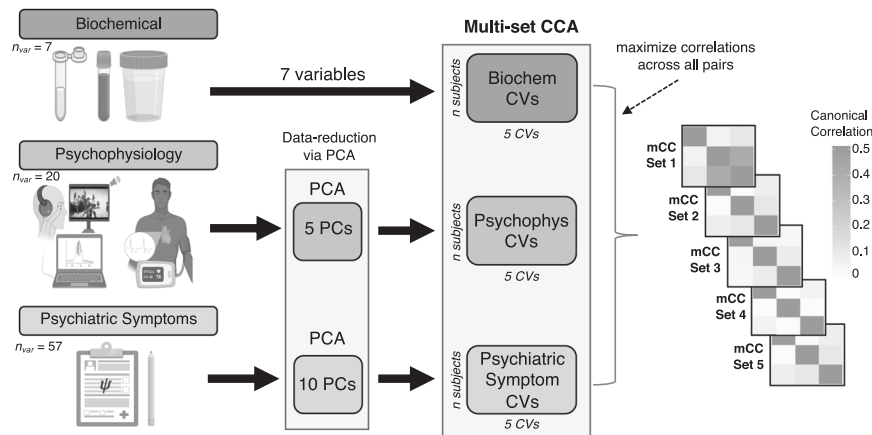 Biochemical
n_var = 7
7 variables
Multi-set CCA
Biochem
CVs
n subjects
5 CVs
maximize correlations
across all pairs
Psychophysiology
n_var = 20
Data-reduction
via PCA
PCA
5 PCs
Psychophys
CVs
n subjects
5 CVs
Psychiatric Symptoms
n_var = 57
Ψ
PCA
10 PCs
Psychiatric
Symptom
CVs
n subjects
5 CVs
Canonical
Correlation
0.5
0.4
0.3
0.2
0.1
0
mCC
Set 1
mCC
Set 2
mCC
Set 3
mCC
Set 4
mCC
Set 5